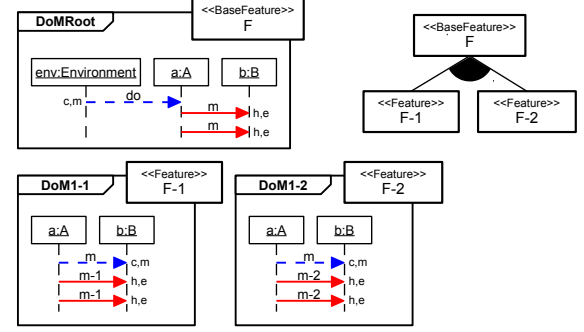 DoMRoot
<<BaseFeature>>
F
env:Environment
a:A
b:B
c,m
do
m
h,e
m
h,e
<<BaseFeature>>
F
<<Feature>>
F-1
<<Feature>>
F-2
DoM1-1
<<Feature>>
F-1
a:A
b:B
m
c,m
m-1
h,e
m-1
h,e
DoM1-2
<<Feature>>
F-2
a:A
b:B
m
c,m
m-2
h,e
m-2
h,e